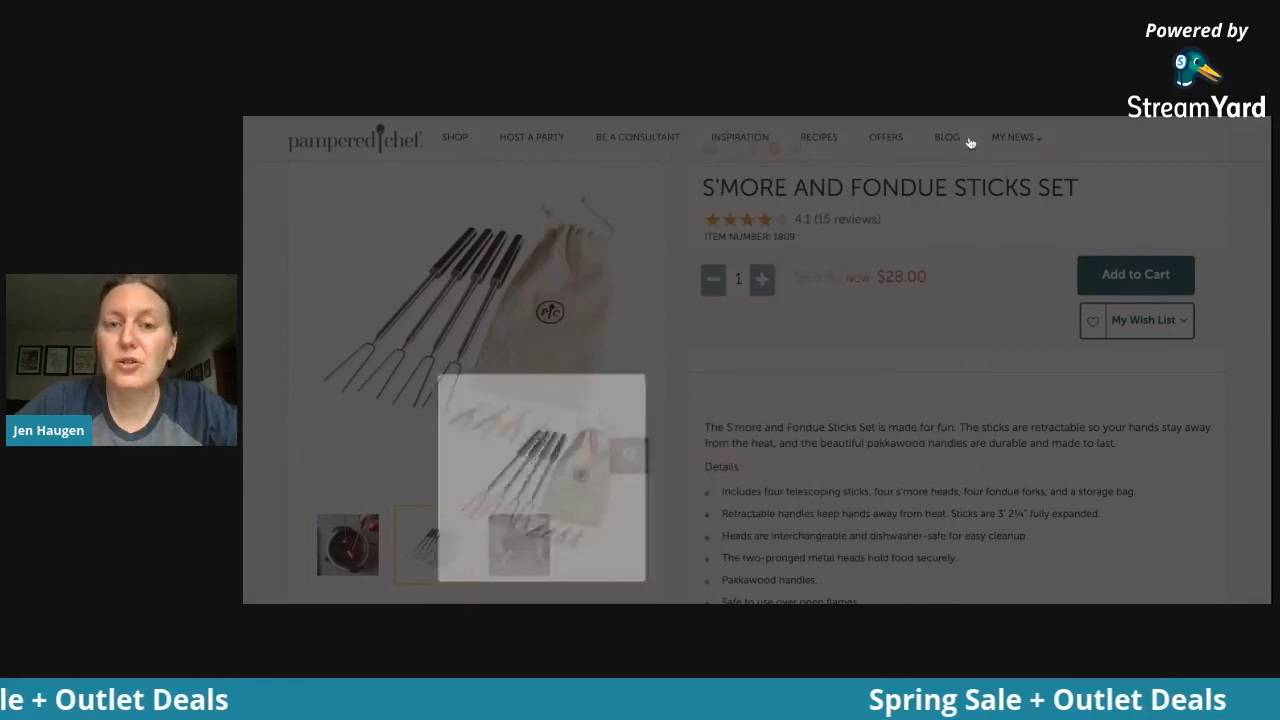 Powered by
StreamYard
pampered chef
SHOP
HOST A PARTY
BE A CONSULTANT
INSPIRATION
RECIPES
OFFERS
BLOG
MY NEWS
S'MORE AND FONDUE STICKS SET
4.1 (15 reviews)
ITEM NUMBER: 1809
1
NOW
$28.00
Add to Cart
My Wish List
The S'more and Fondue Sticks Set is made for fun. The sticks are retractable so your hands stay away
from the heat, and the beautiful pakkawood handles are durable and made to last.
Details
Includes four telescoping sticks, four s'more heads, four fondue forks, and a storage bag.
Retractable handles keep hands away from heat. Sticks are 3' 2¼" fully expanded.
Heads are interchangeable and dishwasher-safe for easy cleanup.
The two-pronged metal heads hold food securely.
Pakkawood handles.
Safe to use over open flames.
Jen Haugen
le + Outlet Deals
Spring Sale + Outlet Deals